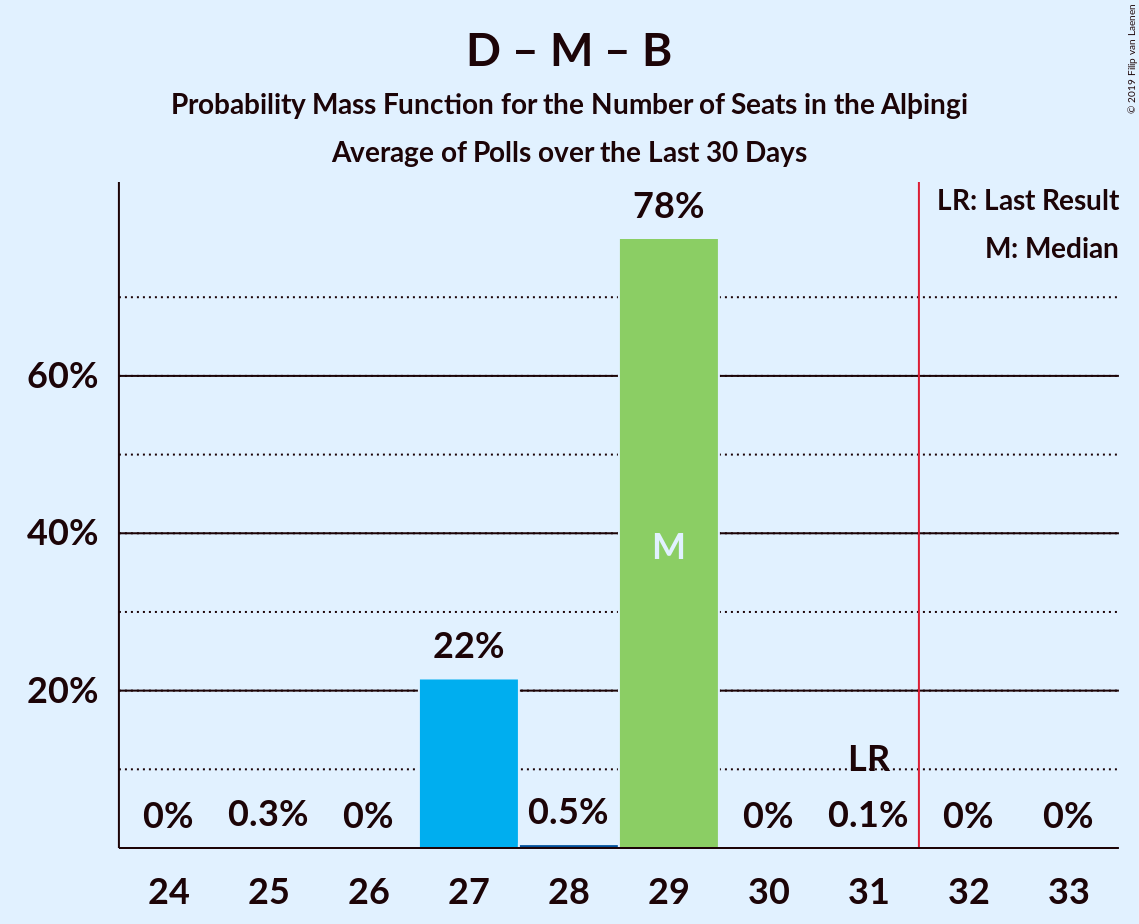 D – M – B
Probability Mass Function for the Number of Seats in the Alþingi
Average of Polls over the Last 30 Days
© 2019 Filip van Laenen
LR: Last Result
M: Median
78%
60%
40%
M
22%
20%
LR
0%
0.3%
0%
0.5%
0%
0.1%
0%
0%
24 25 26 27 28 29 30 31 32 33